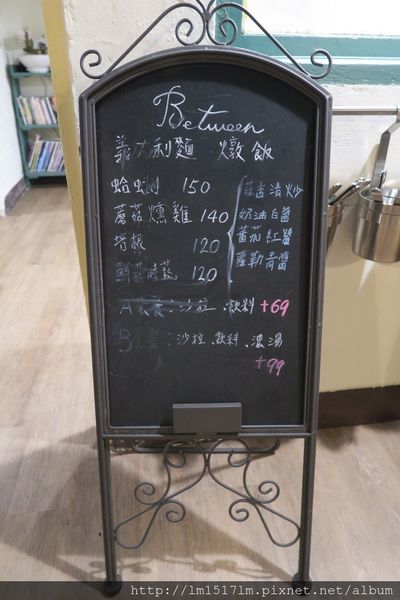 Between
義大利麵.燉飯
蛤蜊 150
蘑菇燻雞 140
培根 120
鮮菇時蔬 120
蒜香清炒
奶油白醬
蕃茄紅醬
蘿勒青醬
A套餐:沙拉.飲料 +69
B套餐:沙拉、飲料、濃湯
+99
http://lm1517lm.pixnet.net/album